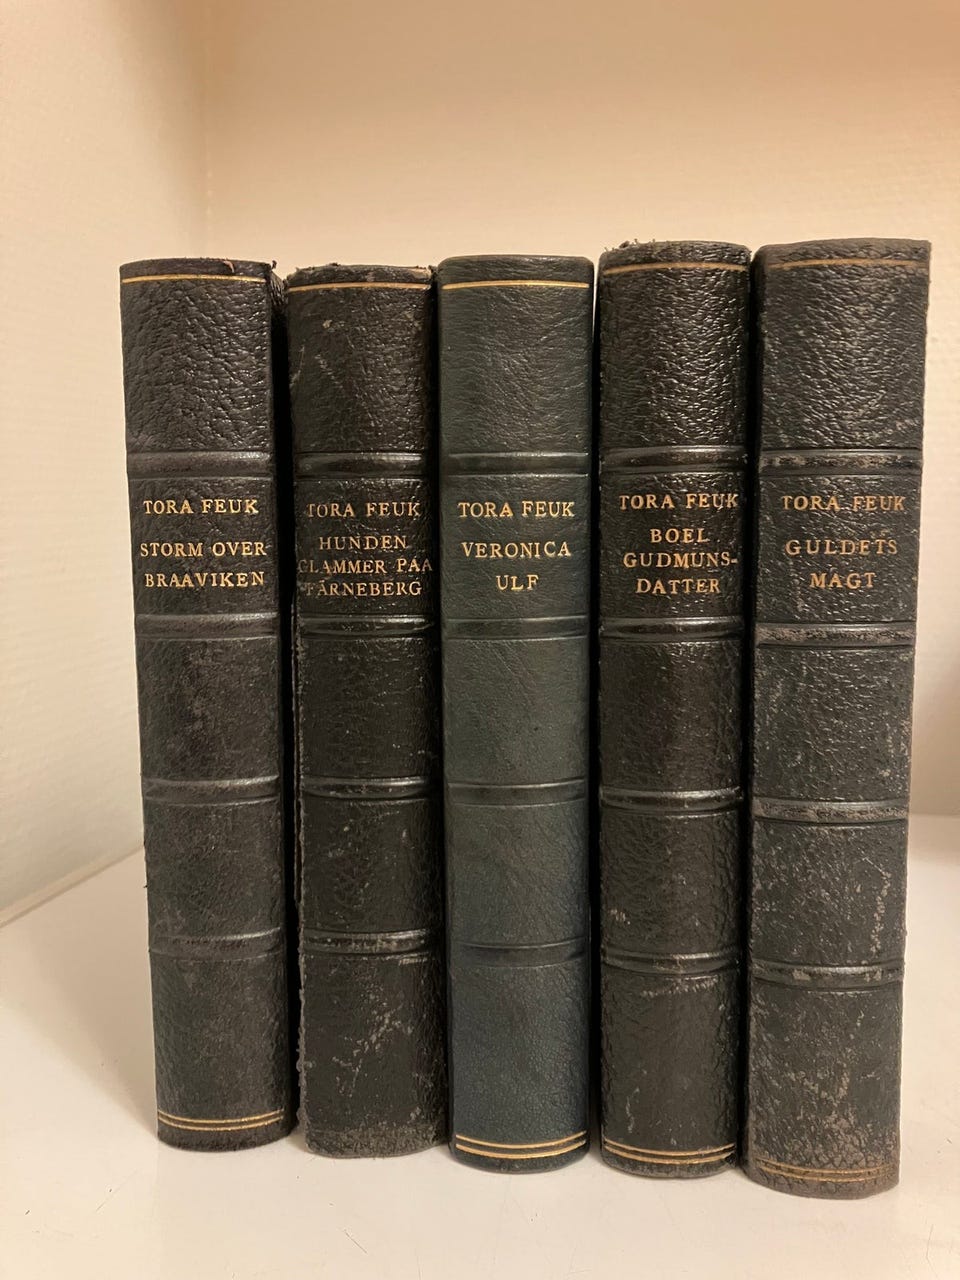 TORA FEUK
STORM OVER
BRAAVIKEN
TORA FEUK
HUNDEN
GLAMMER PAA
FÄRNEBERG
TORA FEUK
VERONICA
ULF
TORA FEUK
BOEL
GUDMUNS-
DATTER
TORA FEUK
GULDETS
MAGT